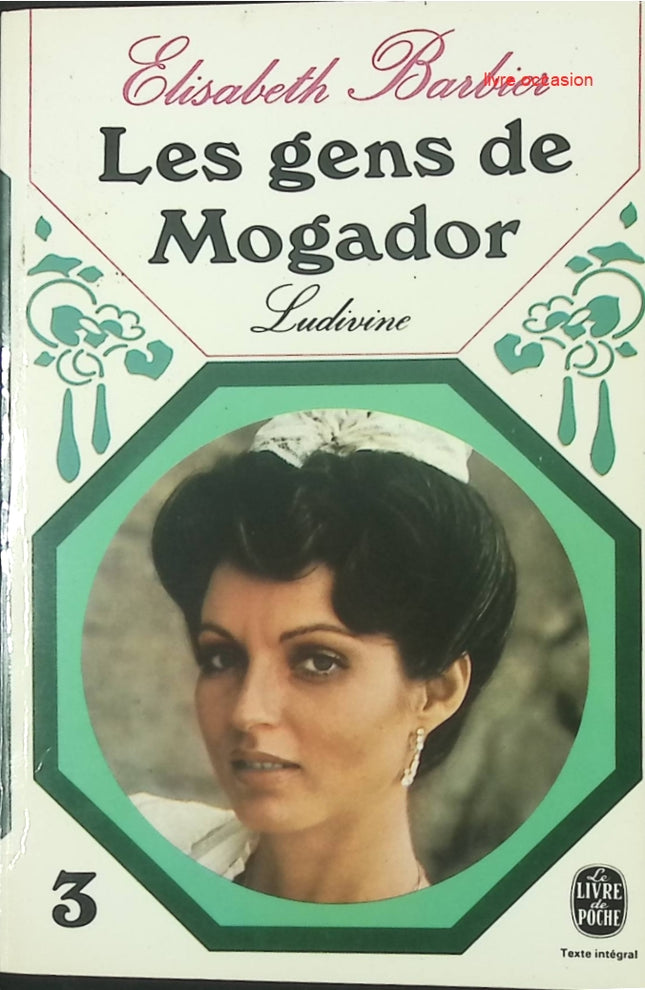 Elisabeth Barbier
livre occasion
Les gens de
Mogador
Ludivine
3
Le
LIVRE
de
POCHE
Texte intégral